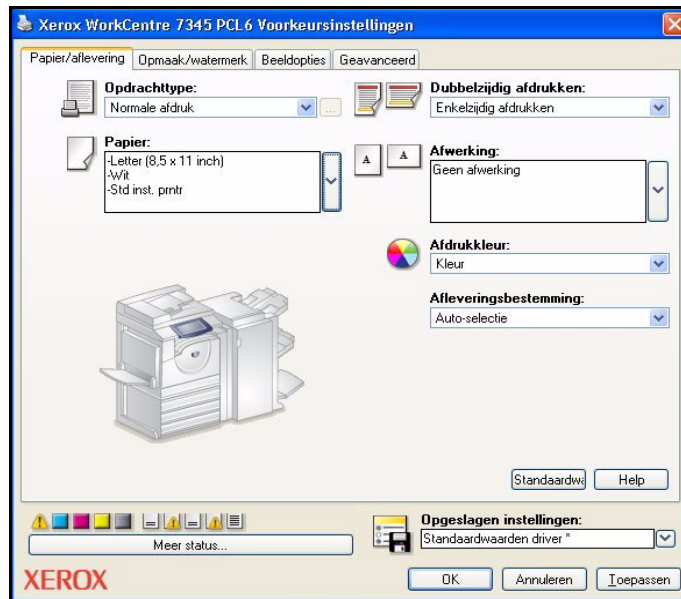 Xerox WorkCentre 7345 PCL6 Voorkeursinstellingen
Papier/aflevering Opmaak/watermerk Beeldopties Geavanceerd
Opdrachttype:
Normale afdruk
...
Papier:
-Letter (8,5 x 11 inch)
-Wit
-Std inst. prntr
Dubbelzijdig afdrukken:
Enkelzijdig afdrukken
A A
Afwerking:
Geen afwerking
Afdrukkleur:
Kleur
Afleveringsbestemming:
Auto-selectie
Standaardwa Help
Meer status...
Opgeslagen instellingen:
Standaardwaarden driver *
XEROX
OK Annuleren Toepassen